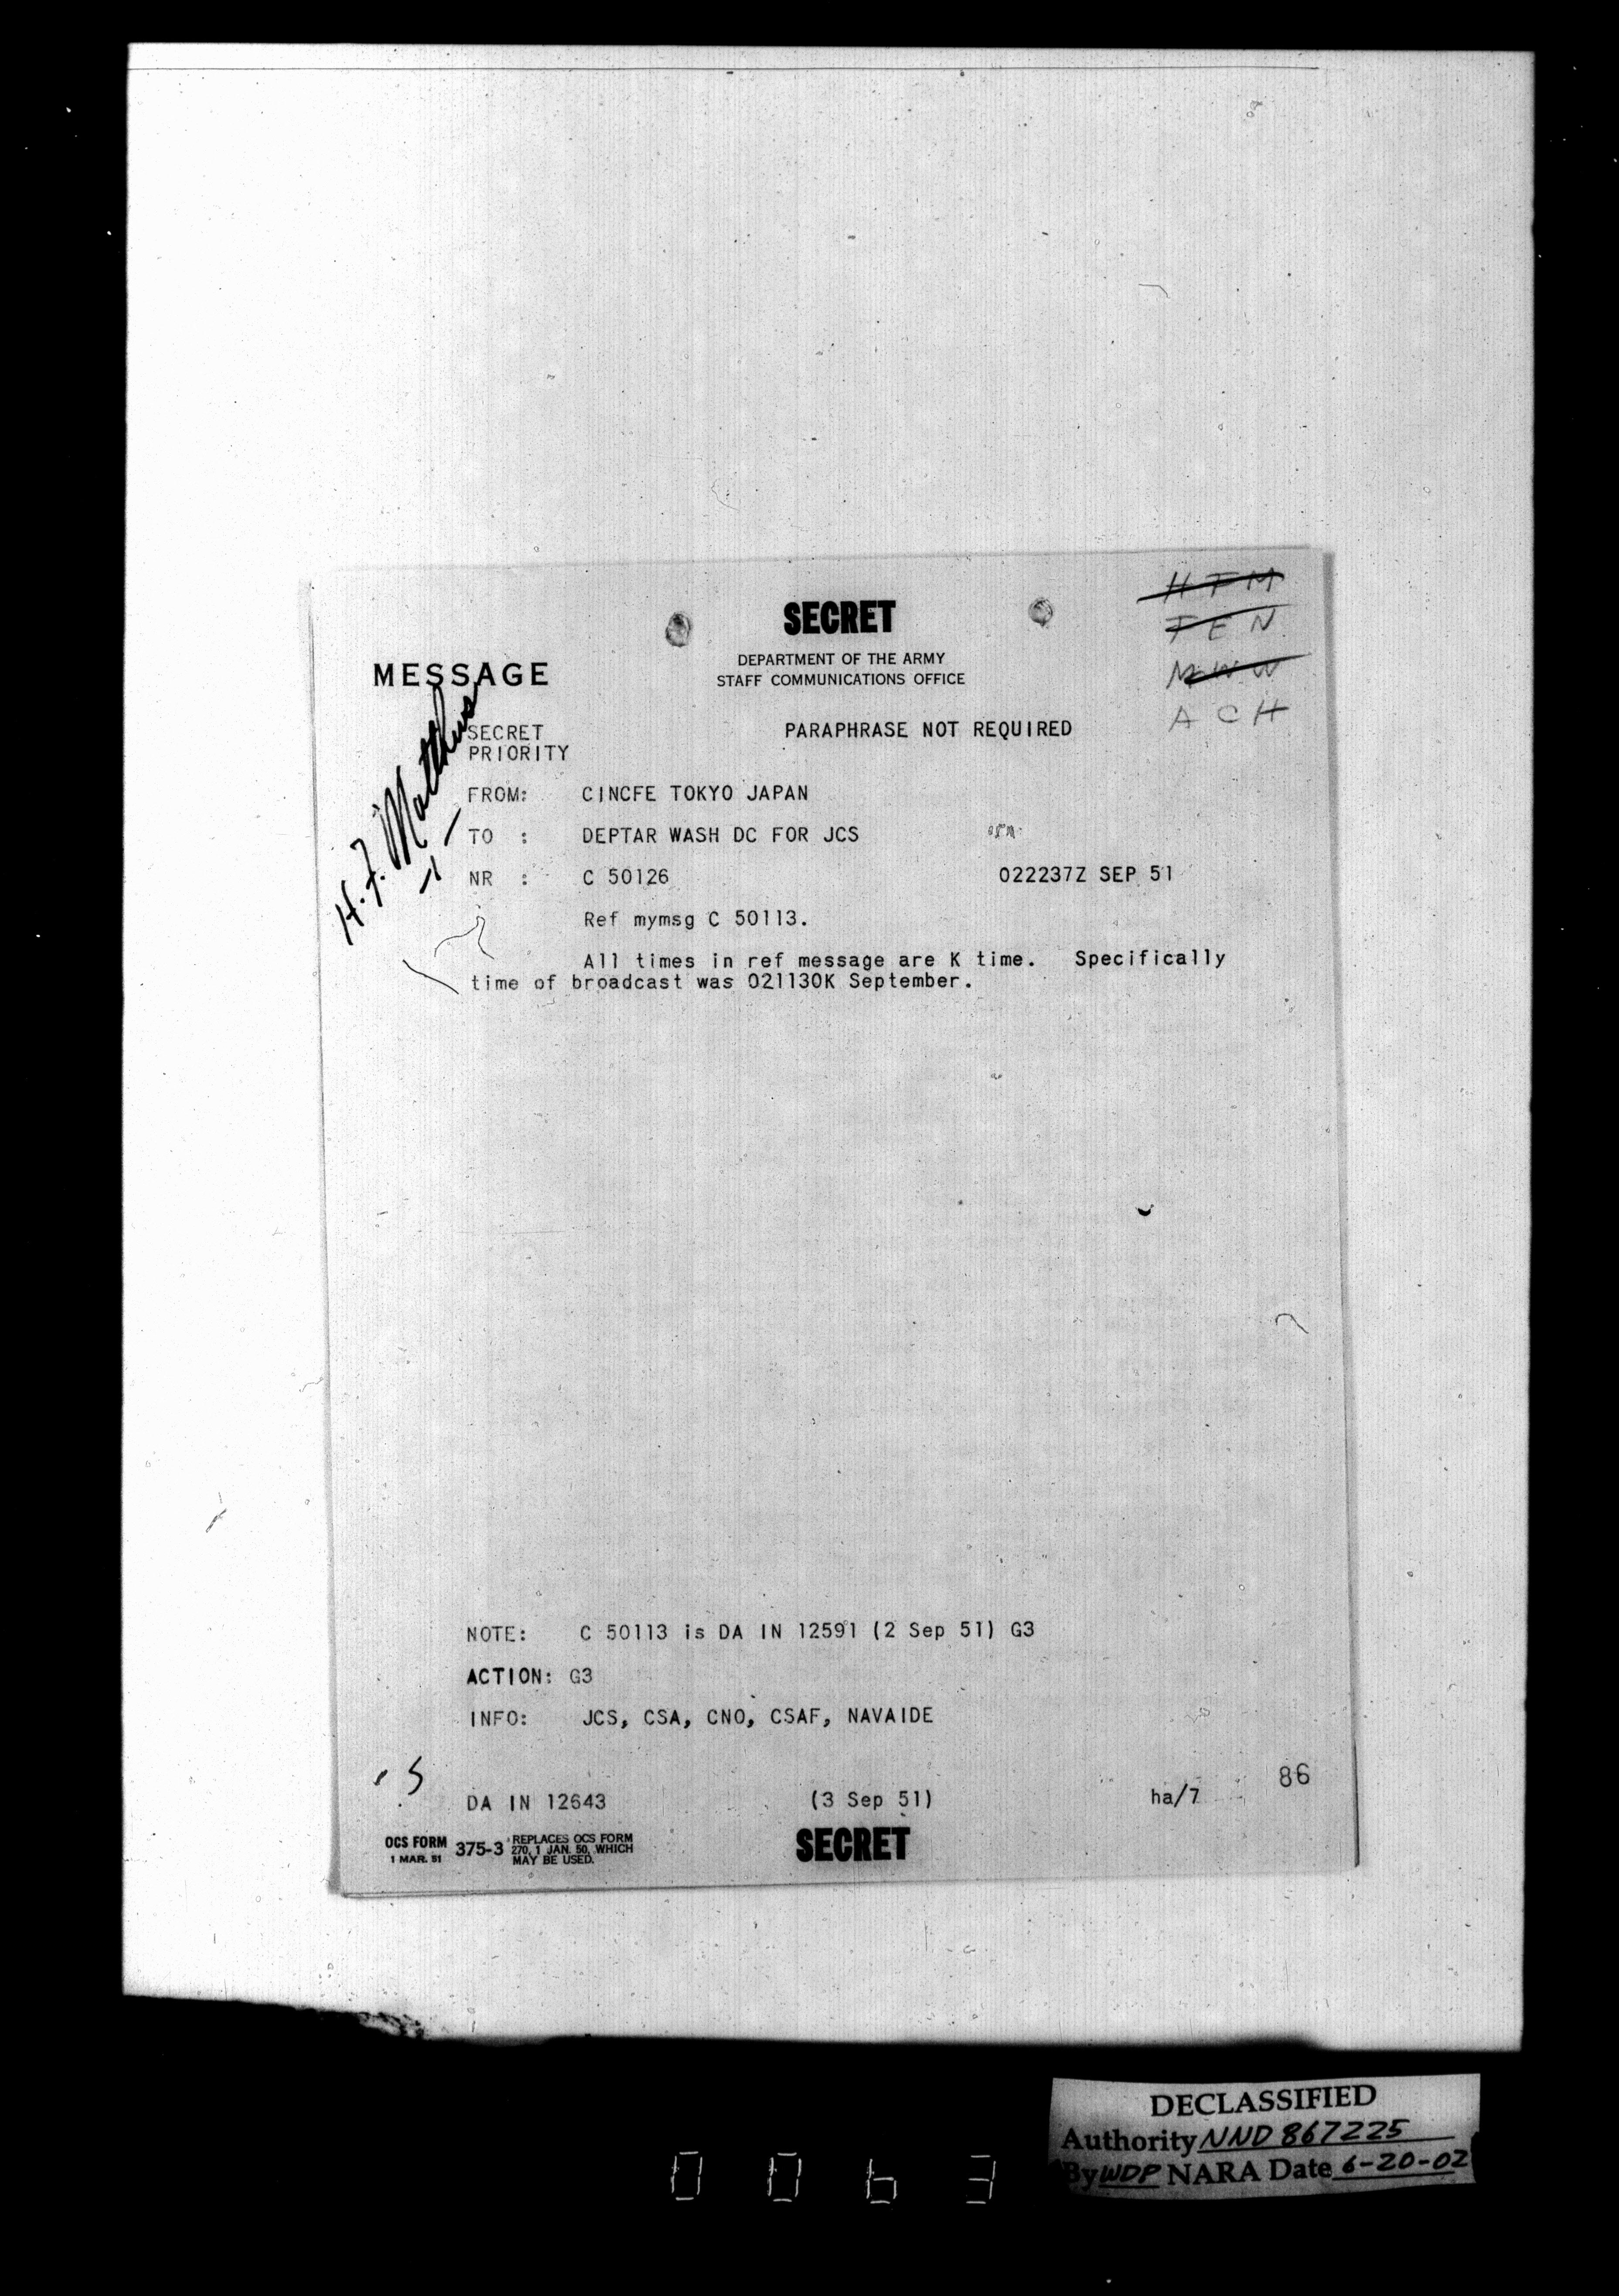 SECRET
H F M
F E N
DEPARTMENT OF THE ARMY
MESSAGE
STAFF COMMUNICATIONS OFFICE
M W W
A C H
H. F. Matthews
SECRET PARAPHRASE NOT REQUIRED
PRIORITY
FROM: CINCFE TOKYO JAPAN
TO : DEPTAR WASH DC FOR JCS
NR : C 50126 022237Z SEP 51
Ref mymsg C 50113.
All times in ref message are K time. Specifically
time of broadcast was 021130K September.
NOTE: C 50113 is DA IN 12591 (2 Sep 51) G3
ACTION: G3
INFO: JCS, CSA, CNO, CSAF, NAVAIDE
S
86
DA IN 12643 (3 Sep 51) ha/7
OCS FORM 375-3 REPLACES OCS FORM
1 MAR. 51 270, 1 JAN. 50, WHICH
MAY BE USED.
SECRET
DECLASSIFIED
Authority NND 867225
By WDP NARA Date 6-20-02
0063